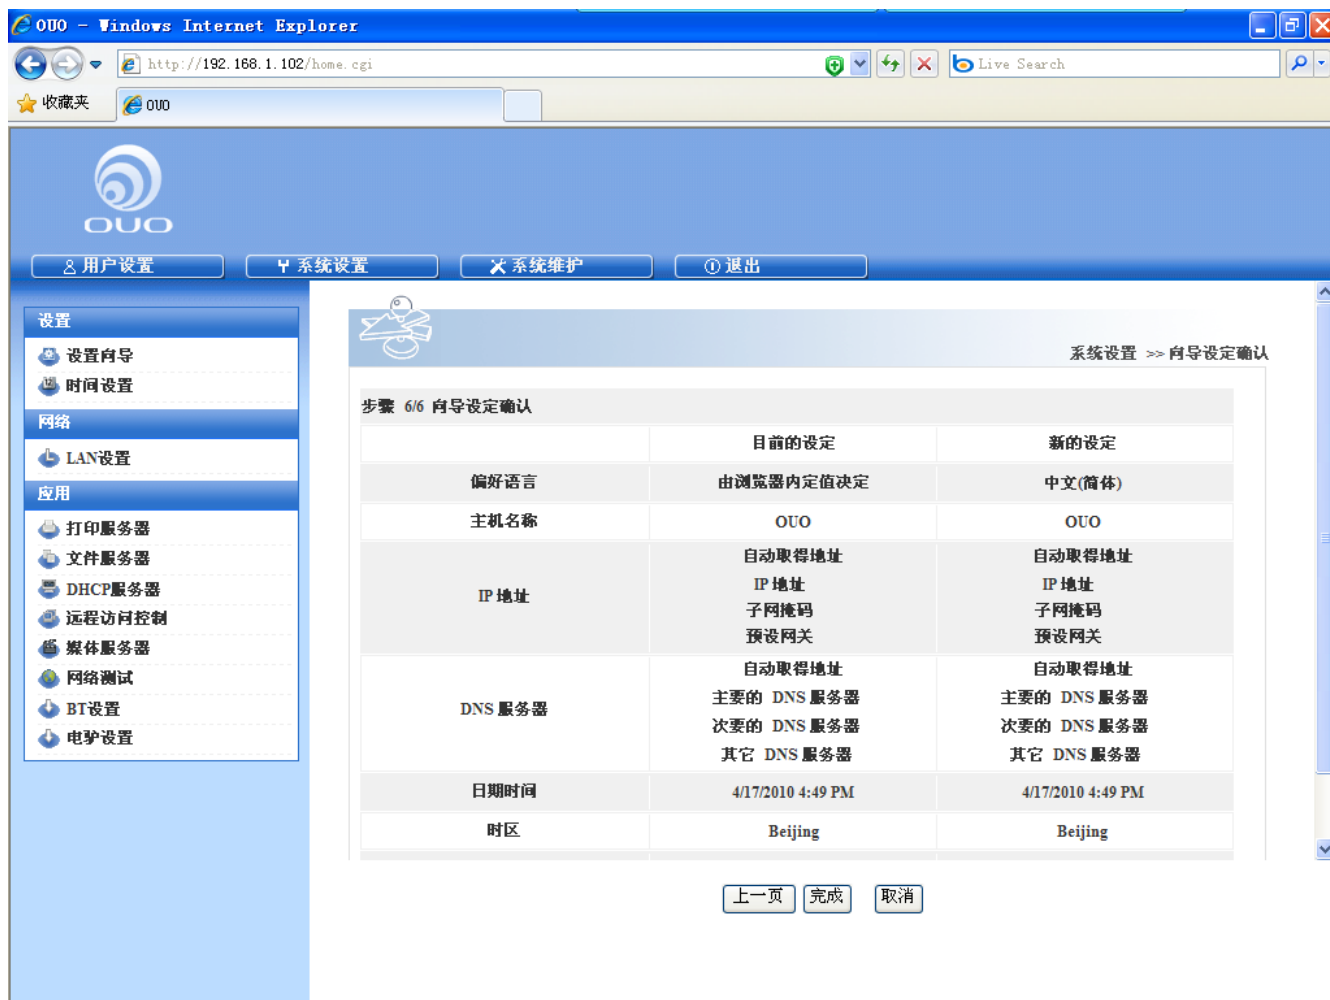 OUO - Windows Internet Explorer
http://192.168.1.102/home.cgi
Live Search
收藏夹
OUO
OUO
用户设置 系统设置 系统维护 退出
设置
设置向导
时间设置
网络
LAN设置
应用
打印服务器
文件服务器
DHCP服务器
远程访问控制
媒体服务器
网络测试
BT设置
电驴设置
系统设置 >> 向导设定确认
步骤 6/6 向导设定确认
目前的设定 新的设定
偏好语言 由浏览器内定值决定 中文(简体)
主机名称 OUO OUO
自动取得地址 自动取得地址
IP 地址 IP 地址
IP 地址
子网掩码 子网掩码
预设网关 预设网关
自动取得地址 自动取得地址
主要的 DNS 服务器 主要的 DNS 服务器
DNS 服务器
次要的 DNS 服务器 次要的 DNS 服务器
其它 DNS 服务器 其它 DNS 服务器
日期时间 4/17/2010 4:49 PM 4/17/2010 4:49 PM
时区 Beijing Beijing
上一页 完成 取消